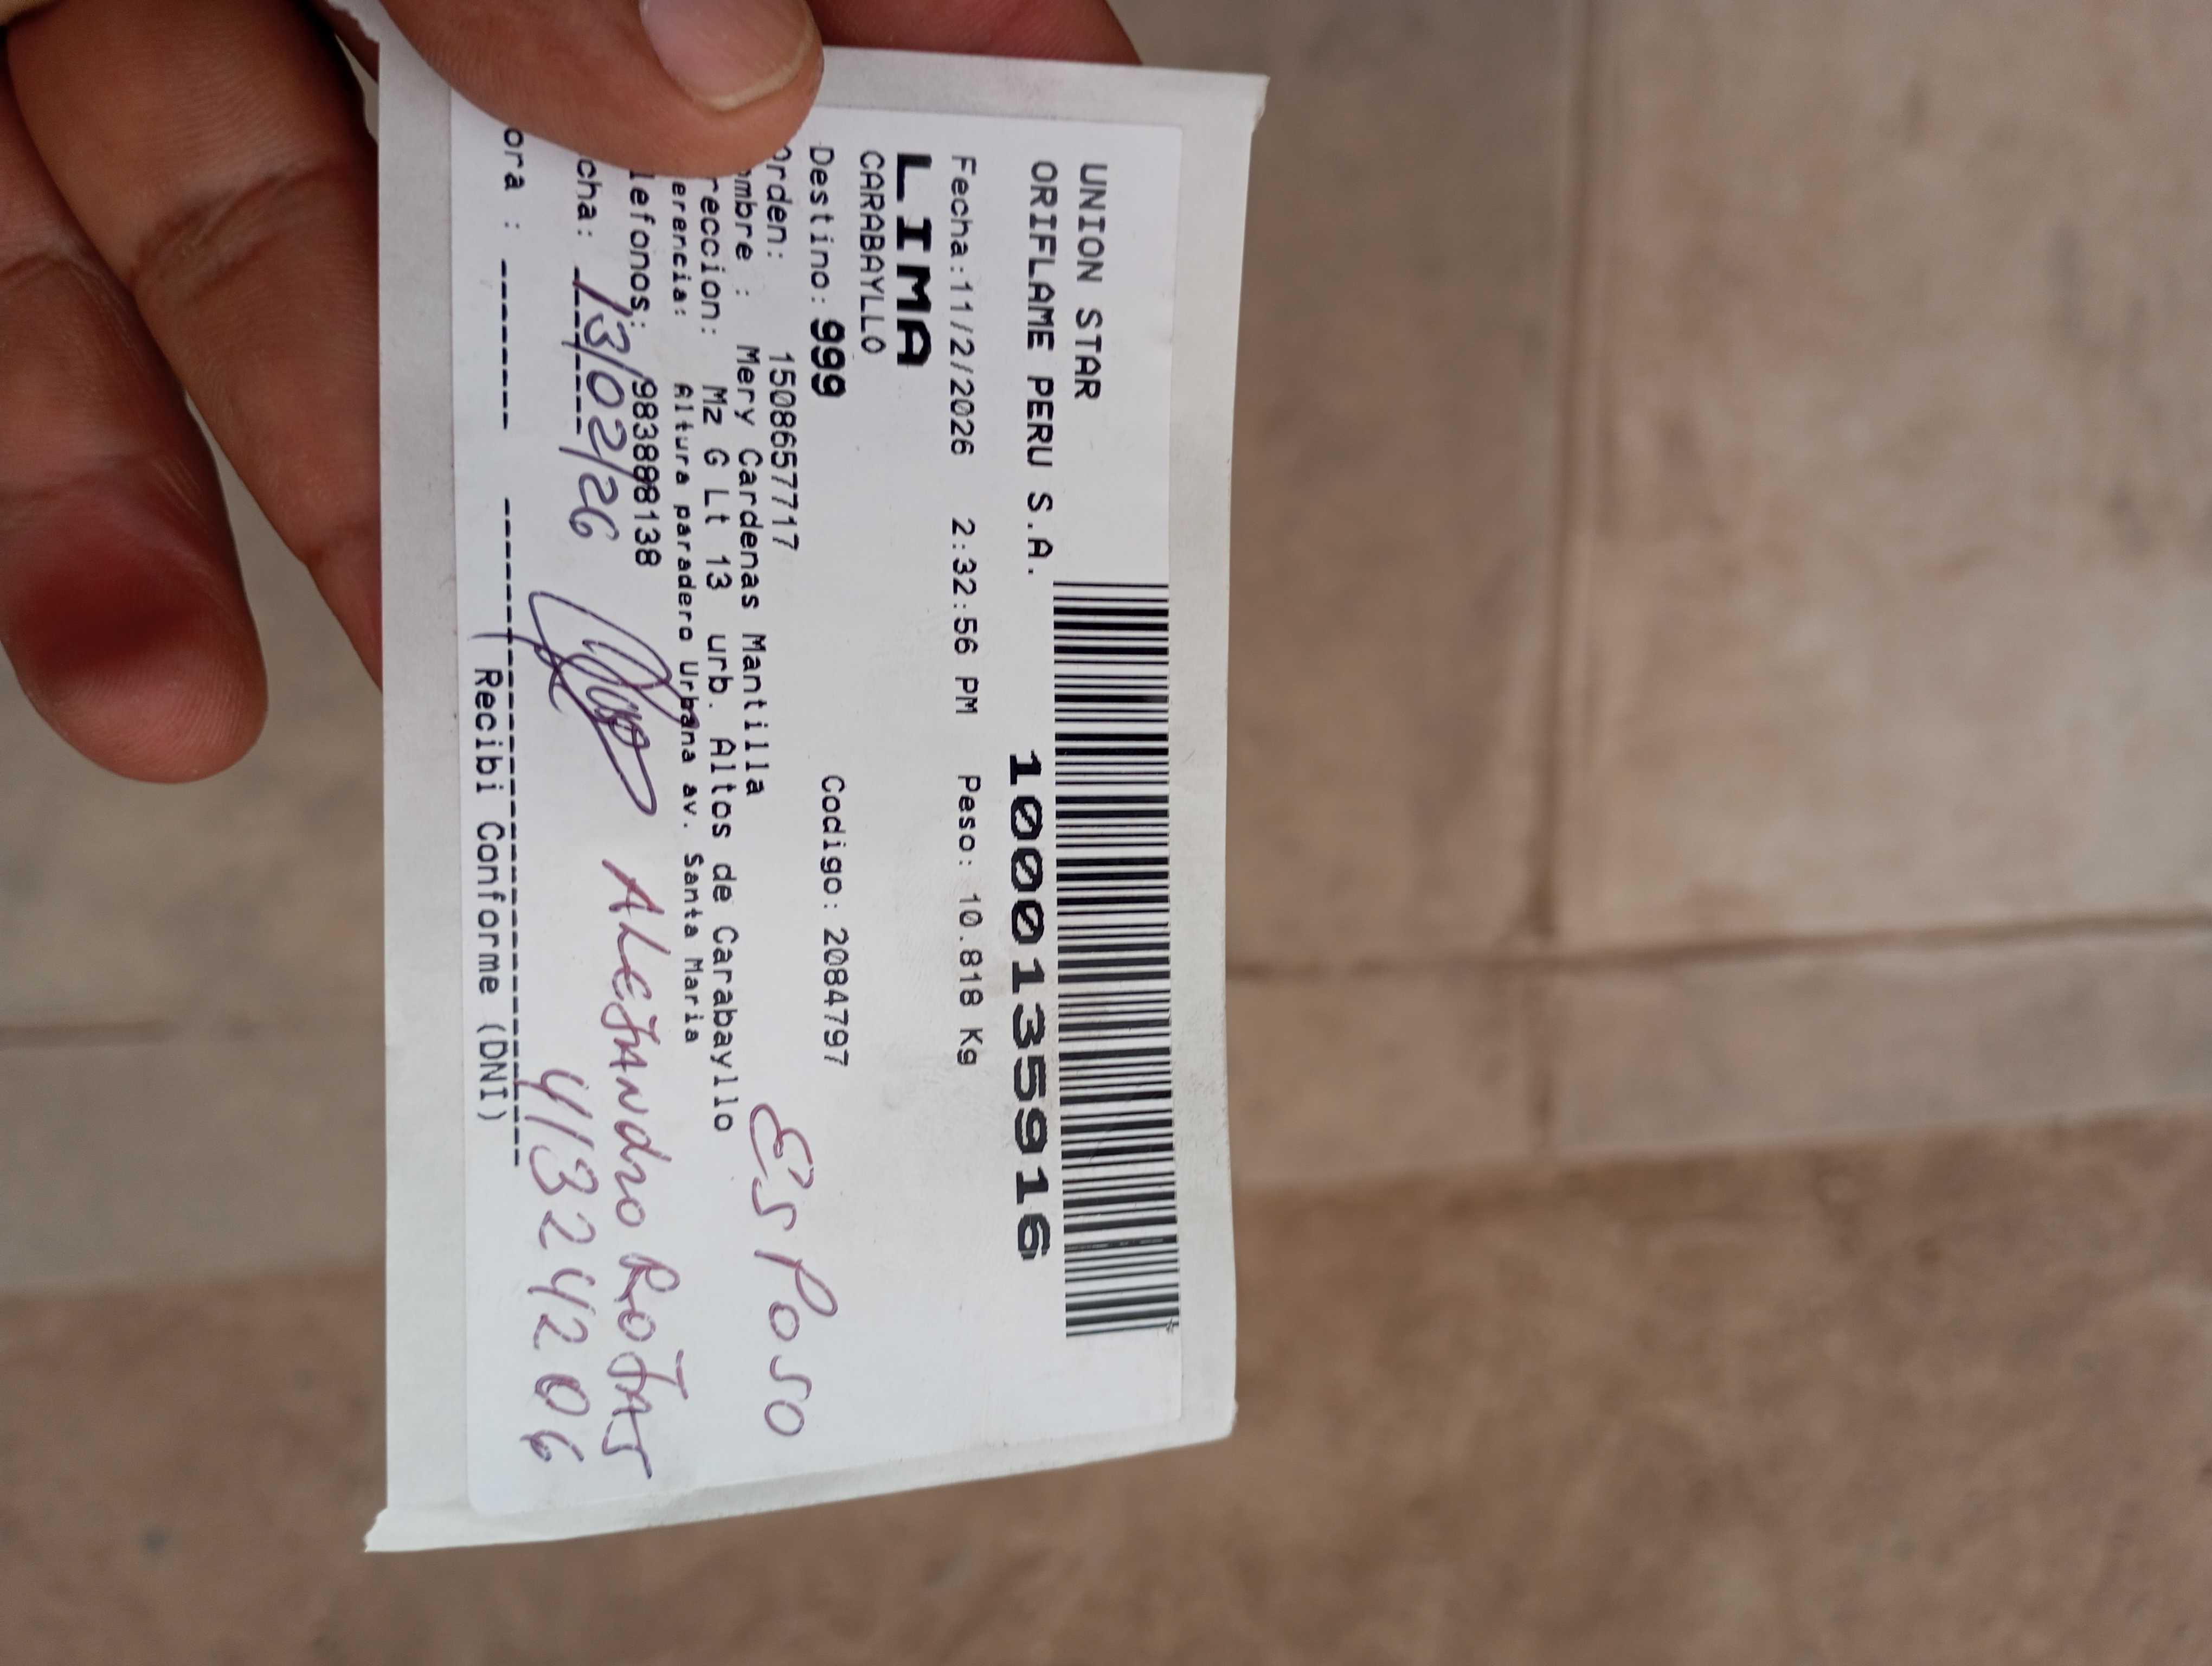 UNION STAR
ORIFLAME PERU S.A.
1000135916
Fecha:11/2/2026 2:32:56 PM Peso: 10.818 Kg
LIMA
CARABAYLLO
Destino: 999 Codigo: 2084797
Orden: 1508657717
ombre : Mery Cardenas Mantilla
reccion: Mz G Lt 13 urb. Altos de Carabayllo
erencia: Altura paradero Urbana av. Santa Maria
lefonos: 983898138
Esposo
cha: 13/02/26 ALEJANdro ROJAS
41324206
ora :
Recibi Conforme (DNI)